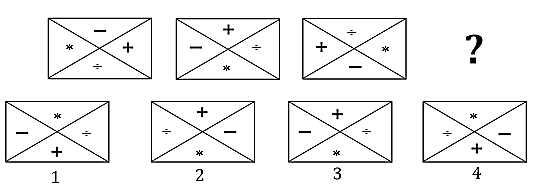 − + ÷
* + − ÷ + * ?
÷ * −
* + + *
− ÷ ÷ − − ÷ ÷ −
+ * * +
1 2 3 4